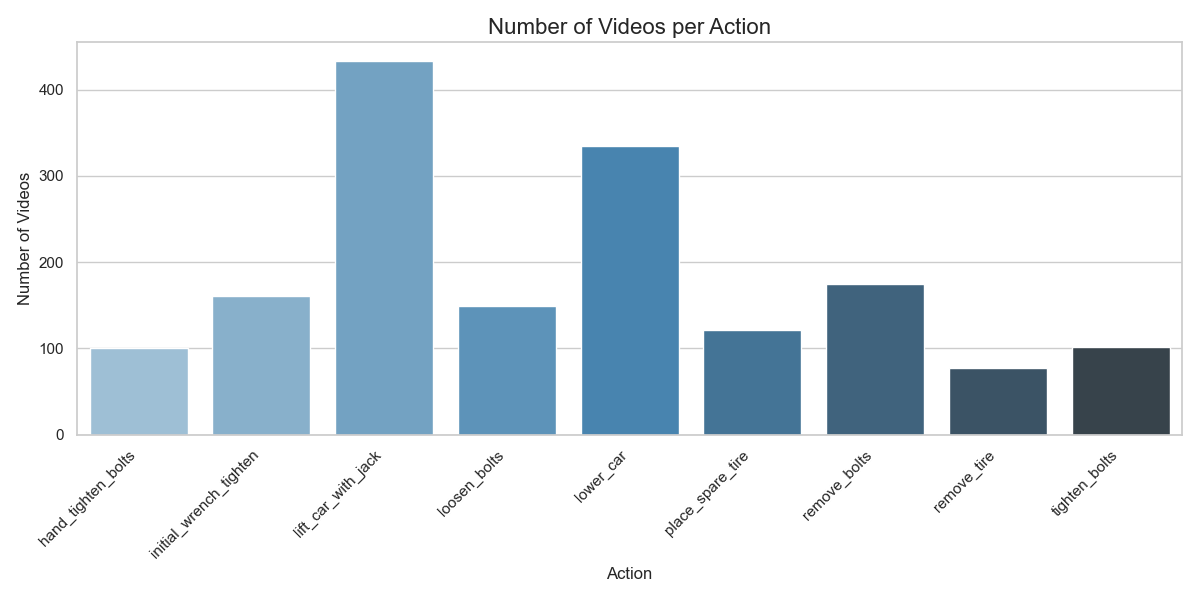 Number of Videos per Action
Number of Videos
400
300
200
100
0
hand_tighten_bolts
initial_wrench_tighten
lift_car_with_jack
loosen_bolts
lower_car
place_spare_tire
remove_bolts
remove_tire
tighten_bolts
Action